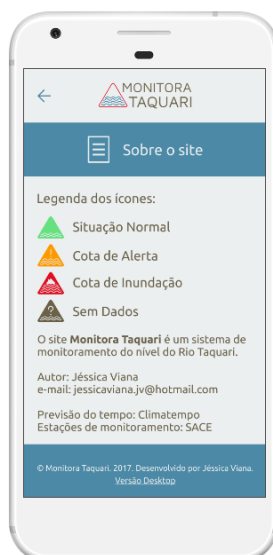 MONITORA
TAQUARI
Sobre o site
Legenda dos ícones:
Situação Normal
Cota de Alerta
Cota de Inundação
? Sem Dados
O site Monitora Taquari é um sistema de
monitoramento do nível do Rio Taquari.
Autor: Jéssica Viana
e-mail: jessicaviana.jv@hotmail.com
Previsão do tempo: Climatempo
Estações de monitoramento: SACE
© Monitora Taquari. 2017. Desenvolvido por Jéssica Viana.
Versão Desktop